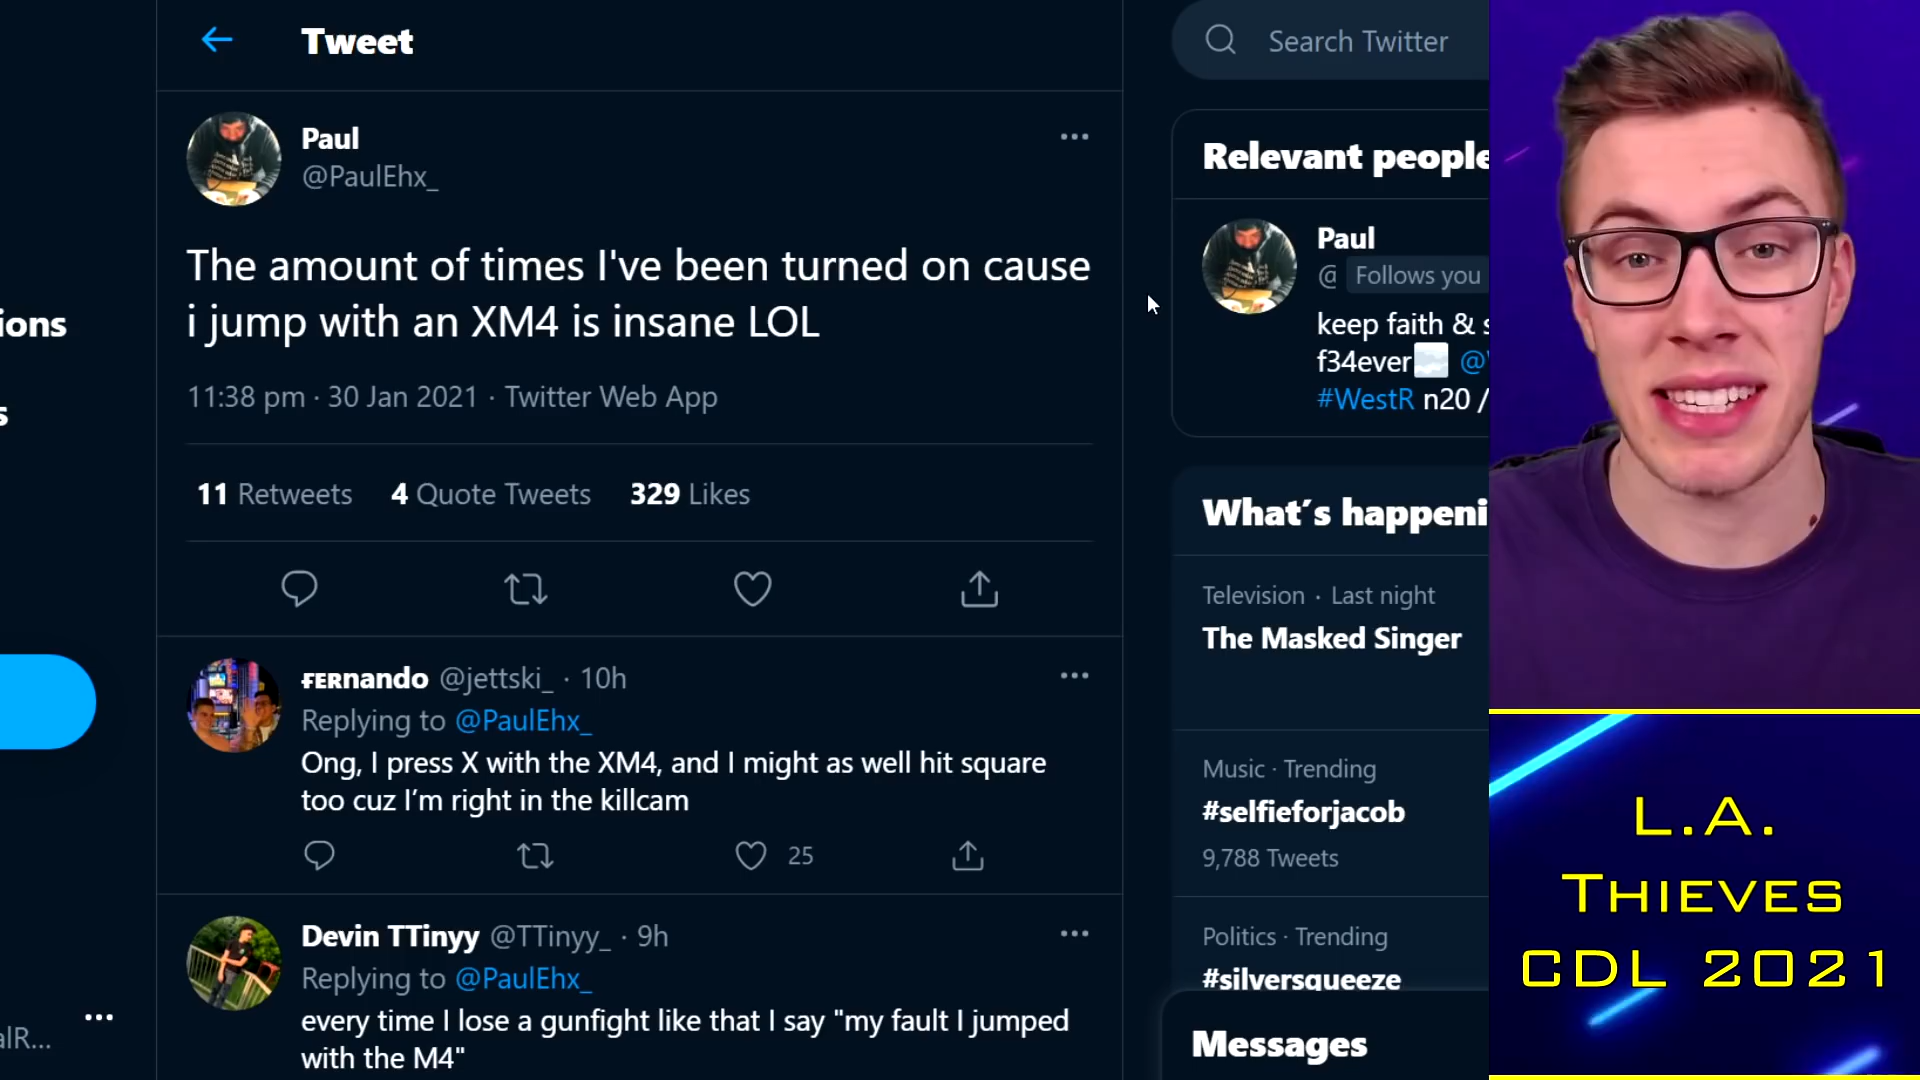 Tweet
Search Twitter
Paul
@PaulEhx_
The amount of times I've been turned on cause
i jump with an XM4 is insane LOL
11:38 pm · 30 Jan 2021 · Twitter Web App
11 Retweets 4 Quote Tweets 329 Likes
ғᴇʀnando @jettski_ · 10h
Replying to @PaulEhx_
Ong, I press X with the XM4, and I might as well hit square
too cuz I’m right in the killcam
25
Devin TTinyy @TTinyy_ · 9h
Replying to @PaulEhx_
every time I lose a gunfight like that I say "my fault I jumped
with the M4"
Relevant people
Paul
@ Follows you
keep faith & s
f34ever @
#WestR n20 /
What’s happeni
Television · Last night
The Masked Singer
Music · Trending
#selfieforjacob
9,788 Tweets
Politics · Trending
#silversqueeze
Messages
ions
s
alR...
L.A.
THIEVES
CDL 2021